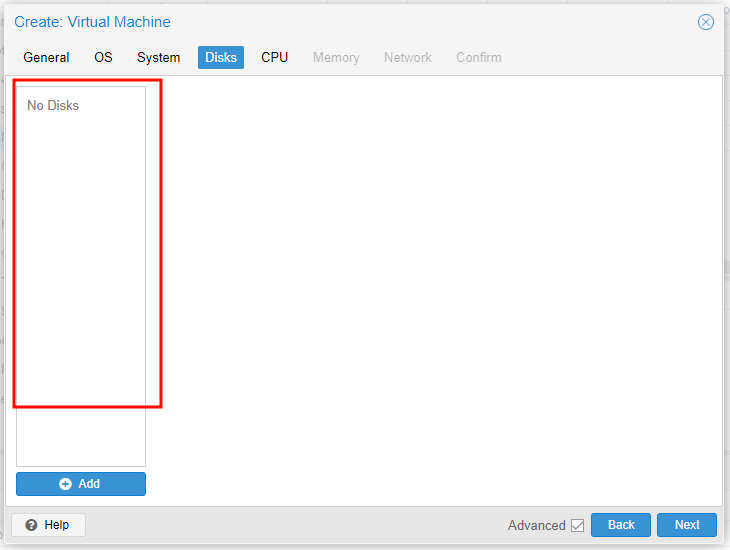 Create: Virtual Machine
General OS System Disks CPU Memory Network Confirm
No Disks
Add
Help Advanced Back Next